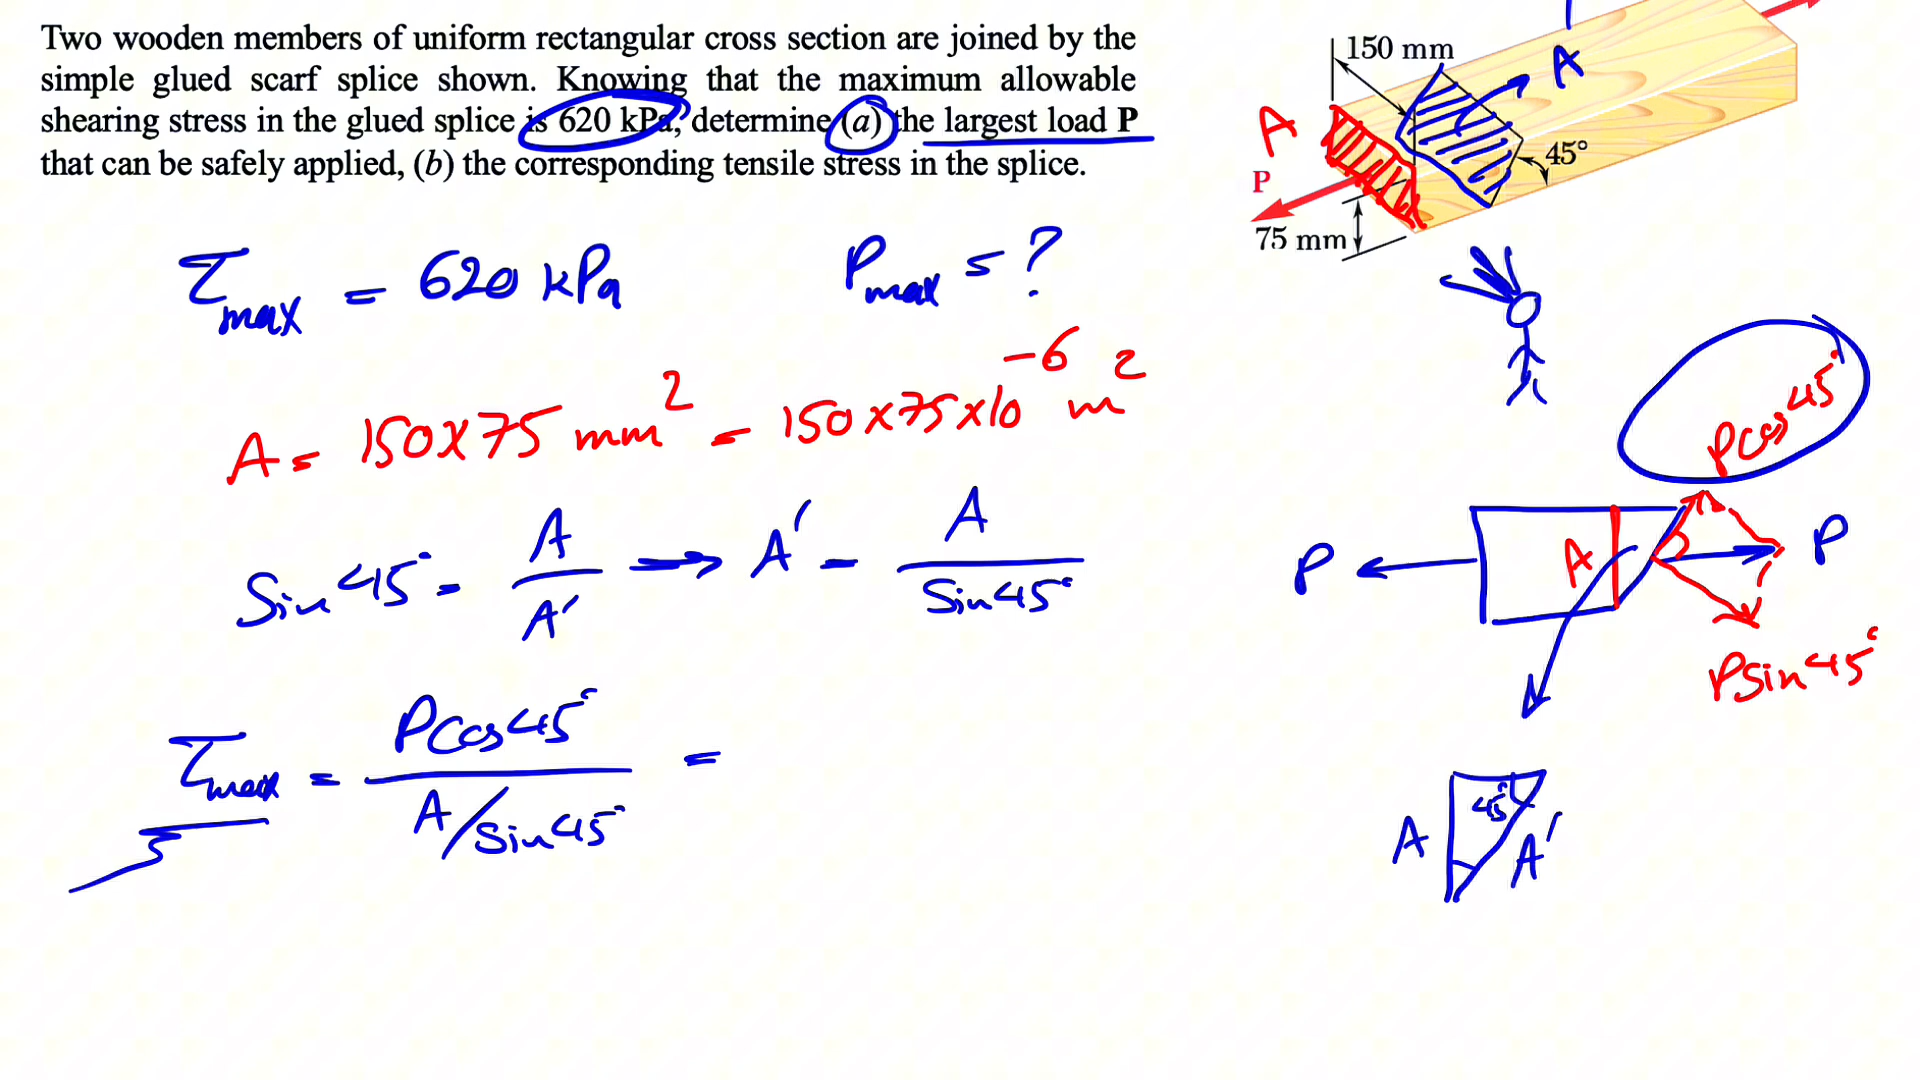 Two wooden members of uniform rectangular cross section are joined by the
simple glued scarf splice shown. Knowing that the maximum allowable
shearing stress in the glued splice is 620 kPa, determine (a) the largest load P
that can be safely applied, (b) the corresponding tensile stress in the splice.
150 mm
A
A
45°
P
75 mm
τmax = 620 kPa
Pmax = ?
A = 150x75 mm² = 150x75x10⁻⁶ m²
Pcos45°
Sin45° = A/A' → A' = A/Sin45°
P
A
P
Psin45°
τmax = PCos45° / A/Sin45° =
45°
A
A'